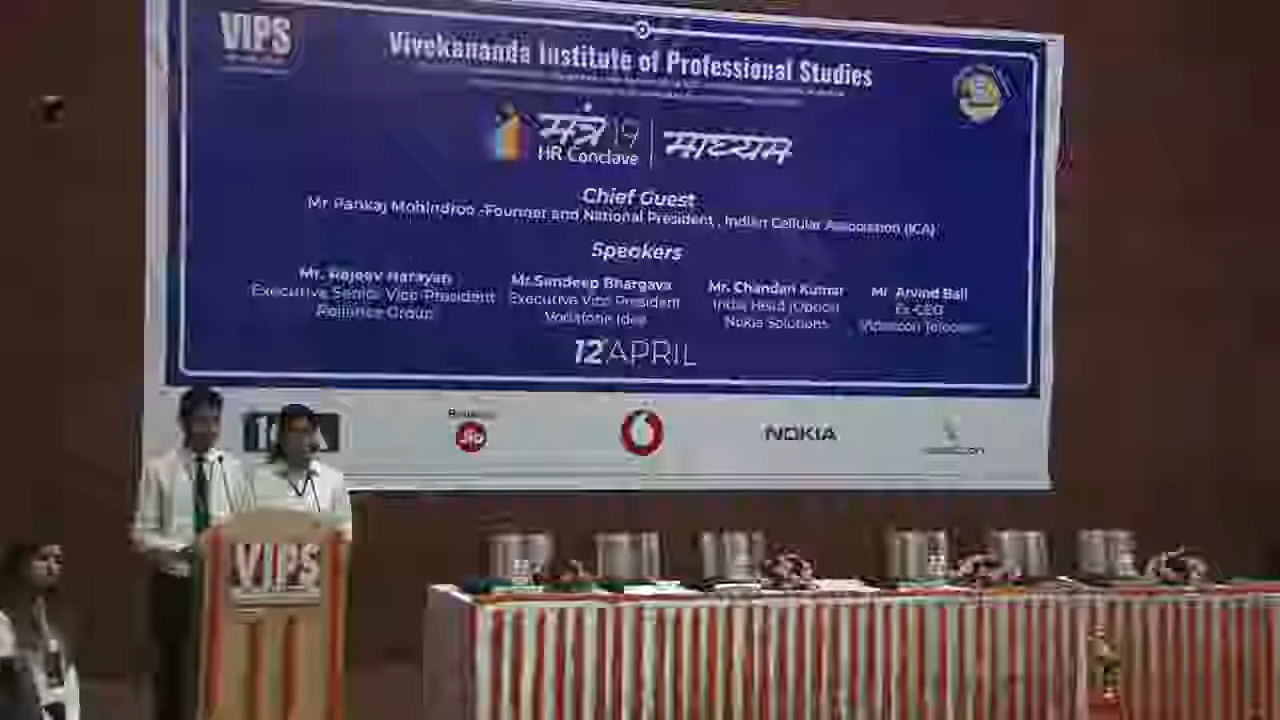 VIPS
Vivekananda Institute of Professional Studies
मंत्र 19
HR Conclave
माध्यम
Chief Guest
Mr Pankaj Mohindroo -Founner and National President , Indian Cellular Association (ICA)
Speakers
Mr. Rajeev Narayan
Executive Senior Vice President
Reliance Group
Mr.Sandeep Bhargava
Executive Vice President
Vodafone Idea
Mr. Chandan Kumar
India Head
Nokia Solutions
Mr Arvind Bali
Ex-CEO
Videocon Telecom
12 APRIL
Jio
NOKIA
VIPS